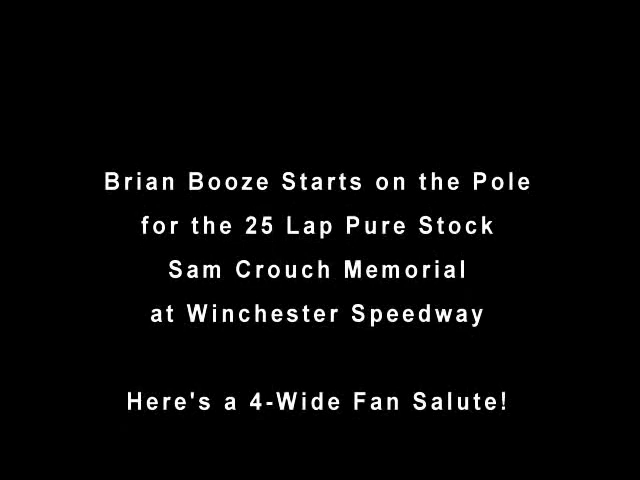 Brian Booze Starts on the Pole
for the 25 Lap Pure Stock
Sam Crouch Memorial
at Winchester Speedway
Here's a 4-Wide Fan Salute!